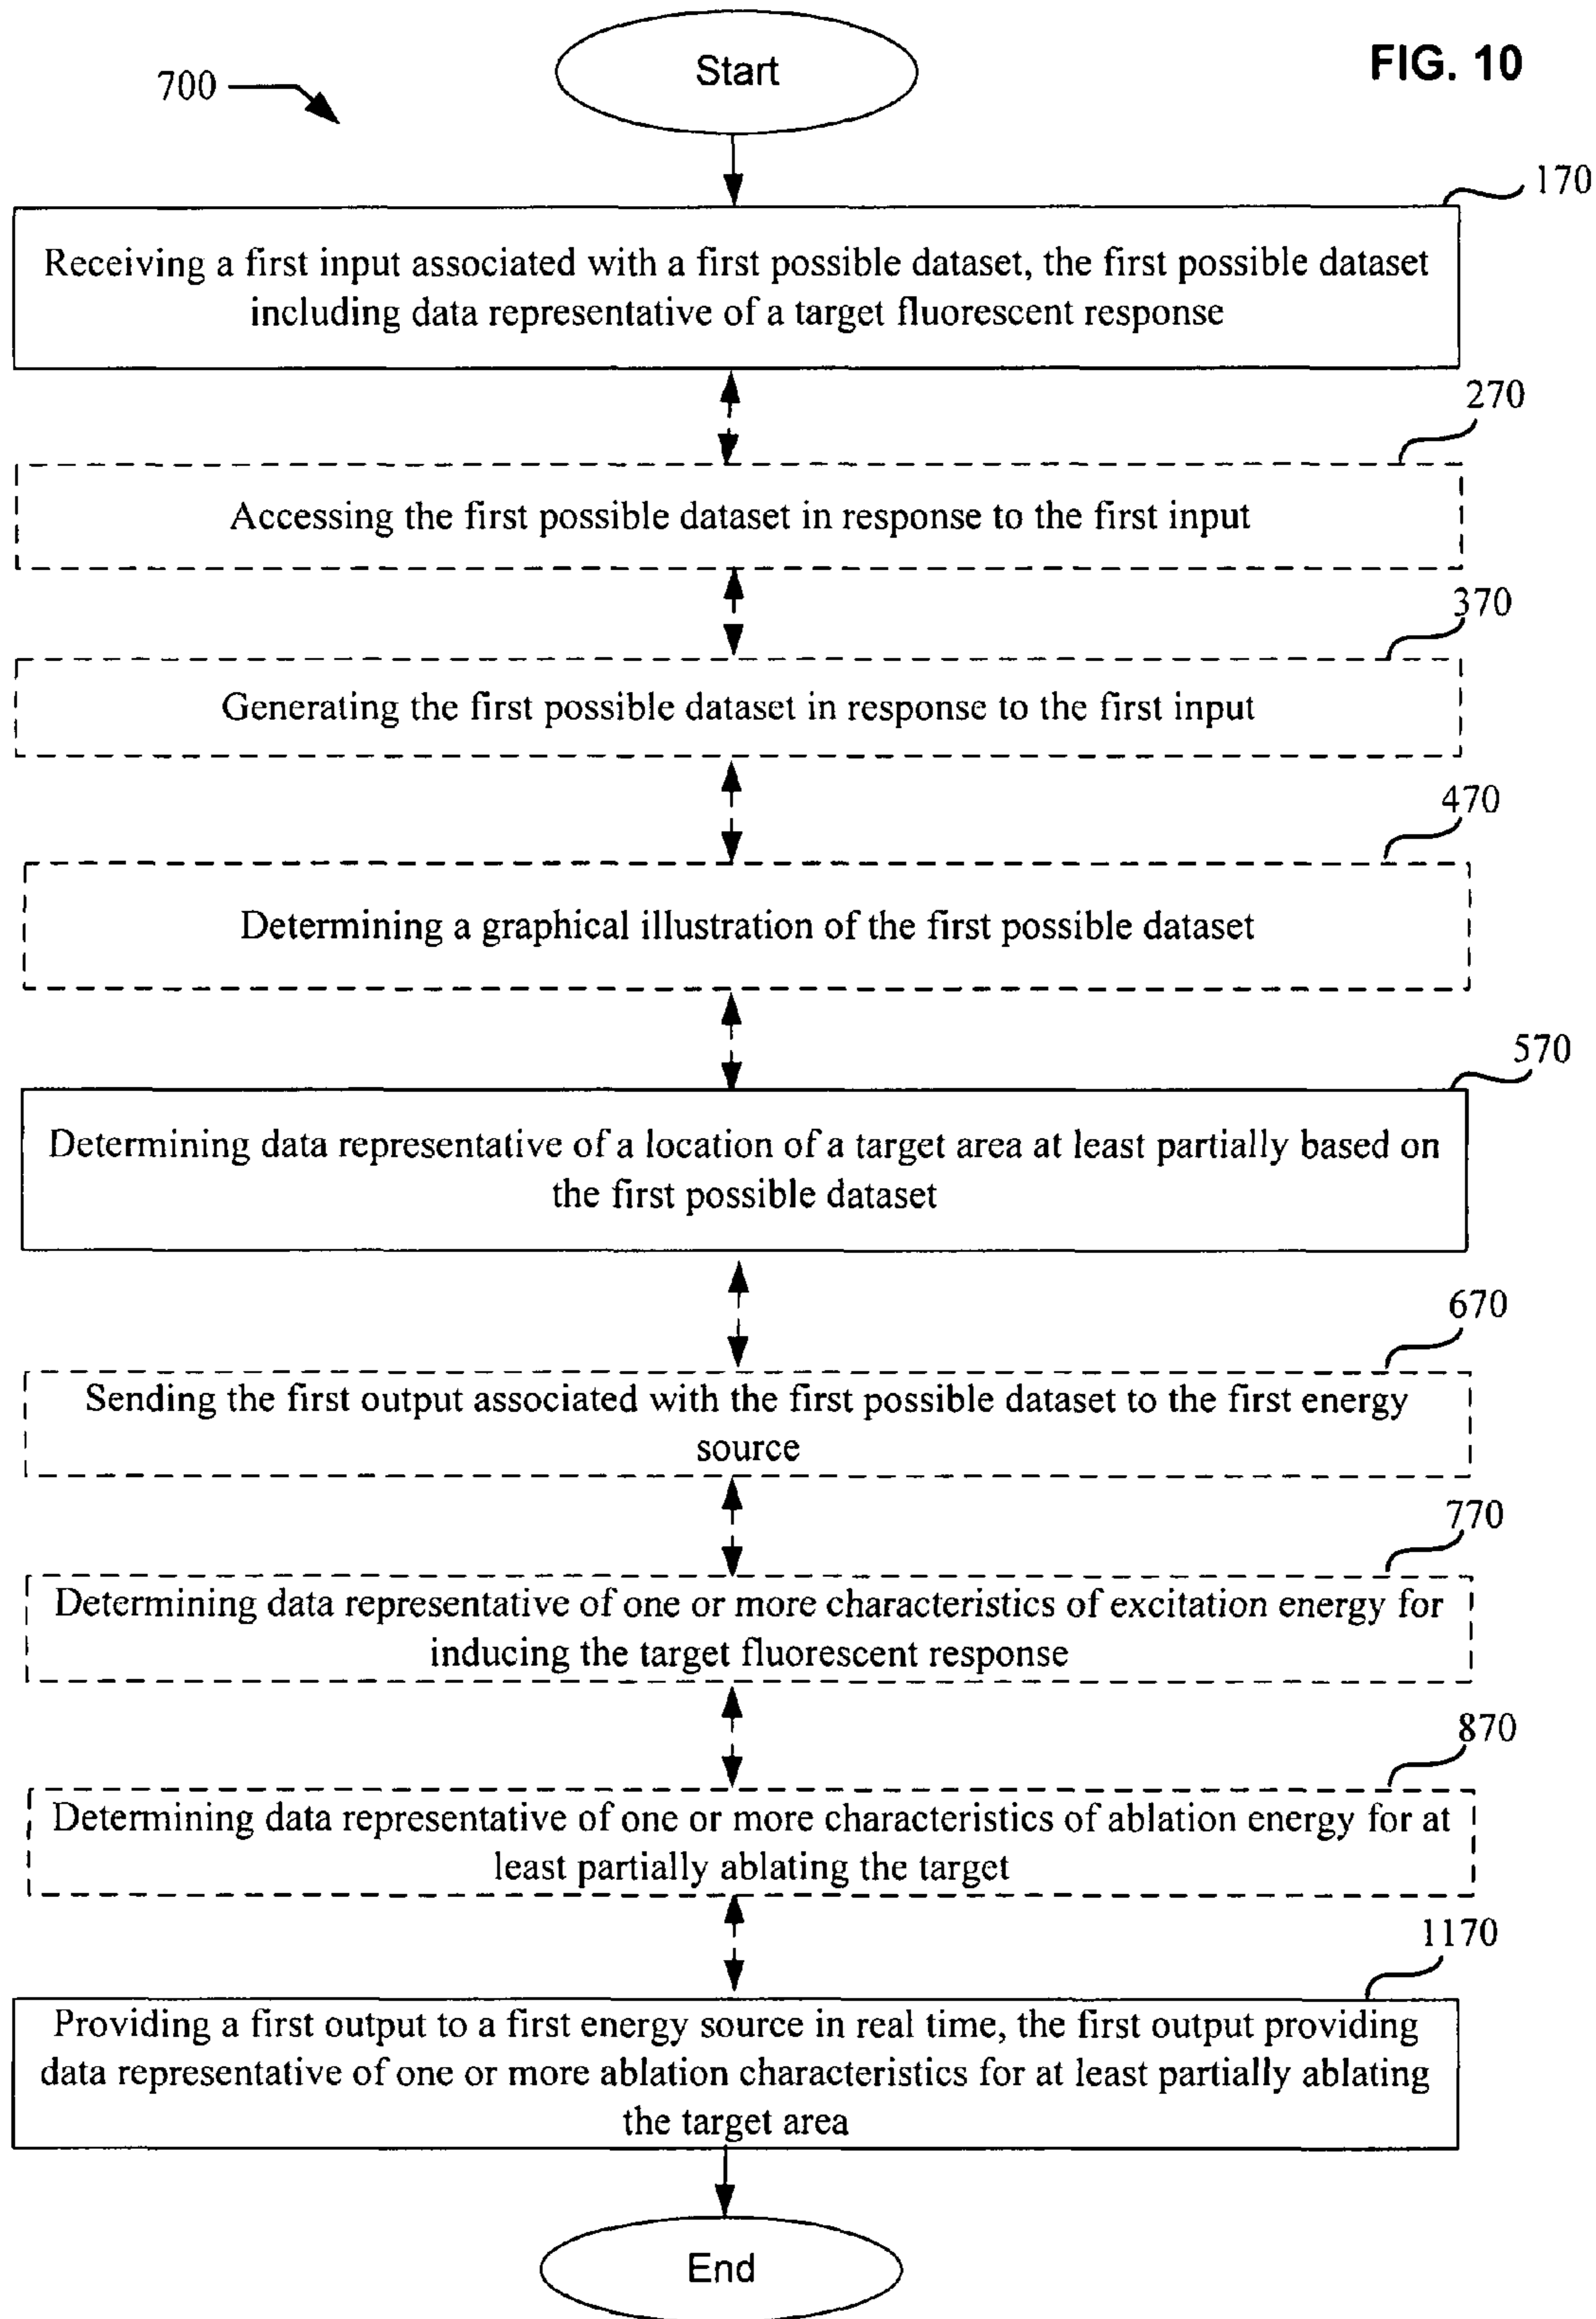 FIG. 10
700
Start
170
Receiving a first input associated with a first possible dataset, the first possible dataset
including data representative of a target fluorescent response
270
Accessing the first possible dataset in response to the first input
370
Generating the first possible dataset in response to the first input
470
Determining a graphical illustration of the first possible dataset
570
Determining data representative of a location of a target area at least partially based on
the first possible dataset
670
Sending the first output associated with the first possible dataset to the first energy
source
770
Determining data representative of one or more characteristics of excitation energy for
inducing the target fluorescent response
870
Determining data representative of one or more characteristics of ablation energy for at
least partially ablating the target
1170
Providing a first output to a first energy source in real time, the first output providing
data representative of one or more ablation characteristics for at least partially ablating
the target area
End